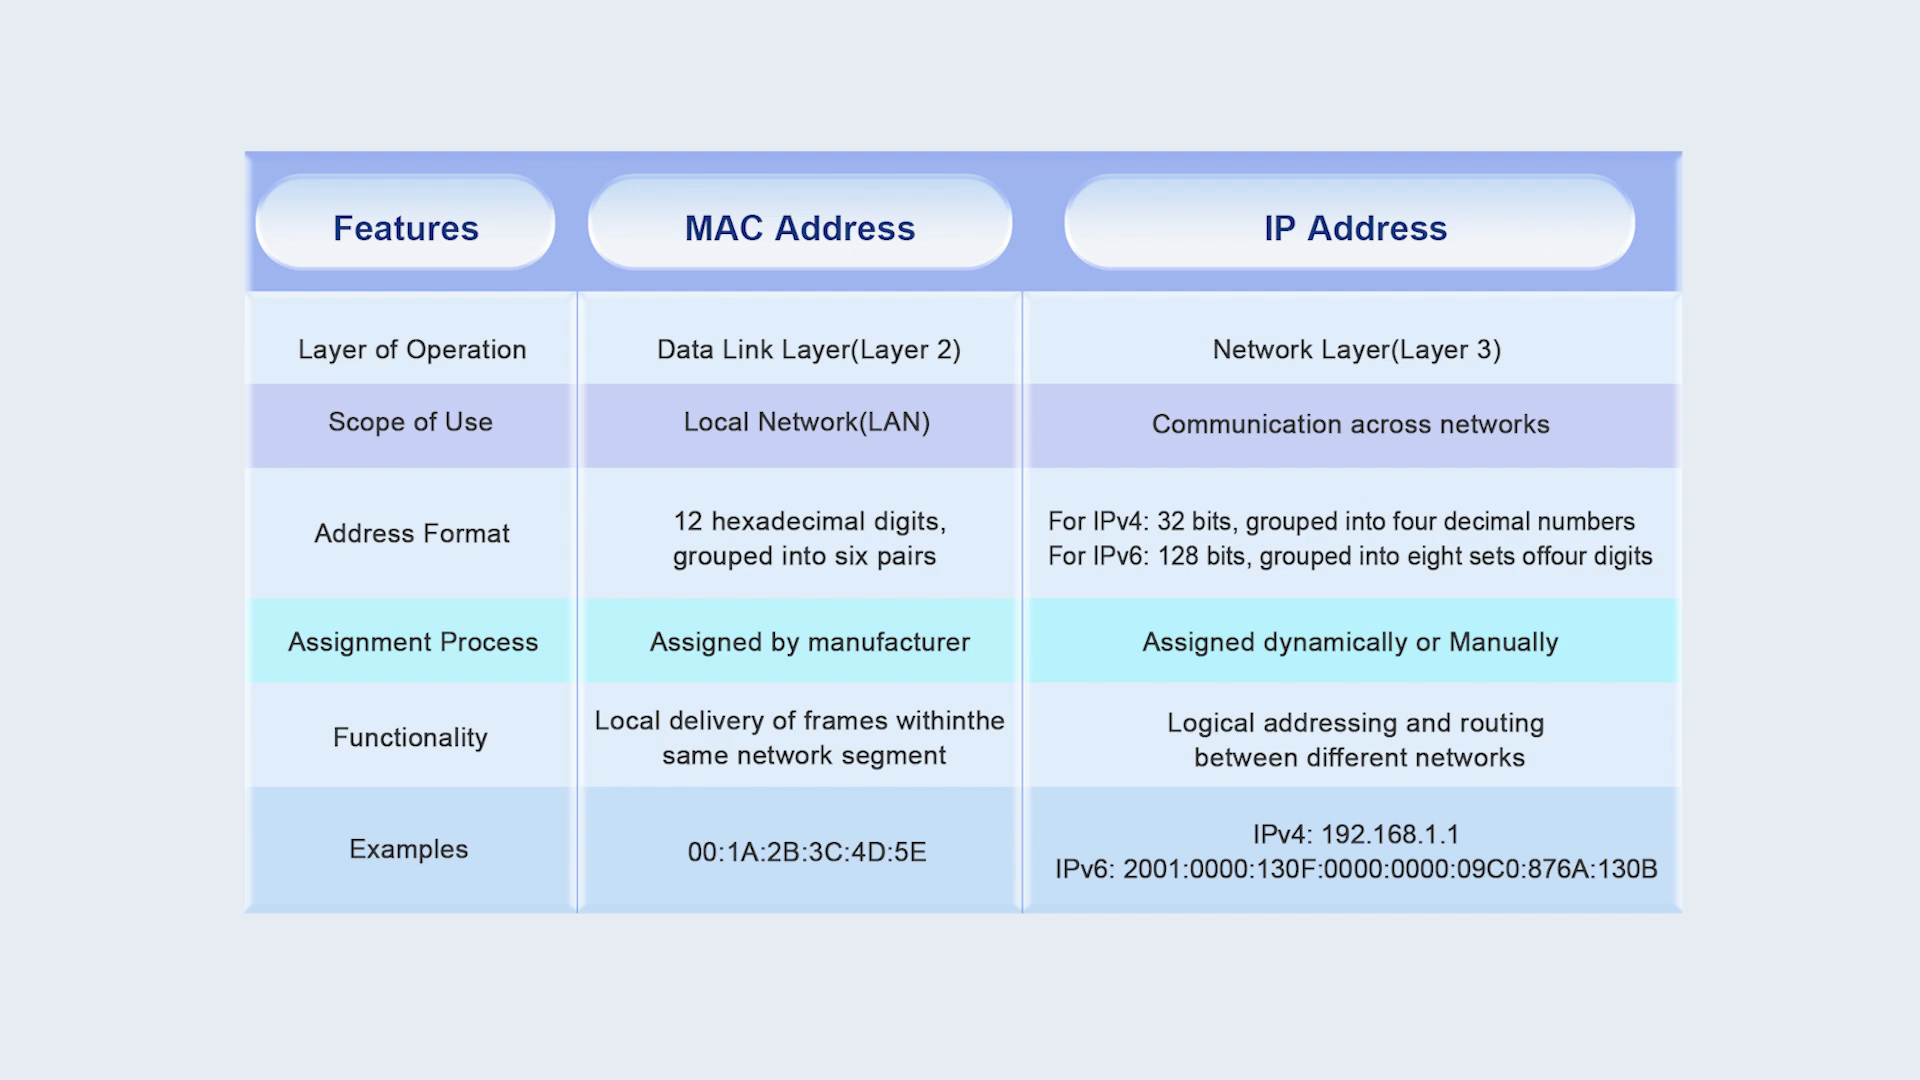 Features MAC Address IP Address
Layer of Operation Data Link Layer(Layer 2) Network Layer(Layer 3)
Scope of Use Local Network(LAN) Communication across networks
Address Format
12 hexadecimal digits,
grouped into six pairs
For IPv4: 32 bits, grouped into four decimal numbers
For IPv6: 128 bits, grouped into eight sets offour digits
Assignment Process Assigned by manufacturer Assigned dynamically or Manually
Functionality
Local delivery of frames withinthe
same network segment
Logical addressing and routing
between different networks
Examples
00:1A:2B:3C:4D:5E
IPv4: 192.168.1.1
IPv6: 2001:0000:130F:0000:0000:09C0:876A:130B